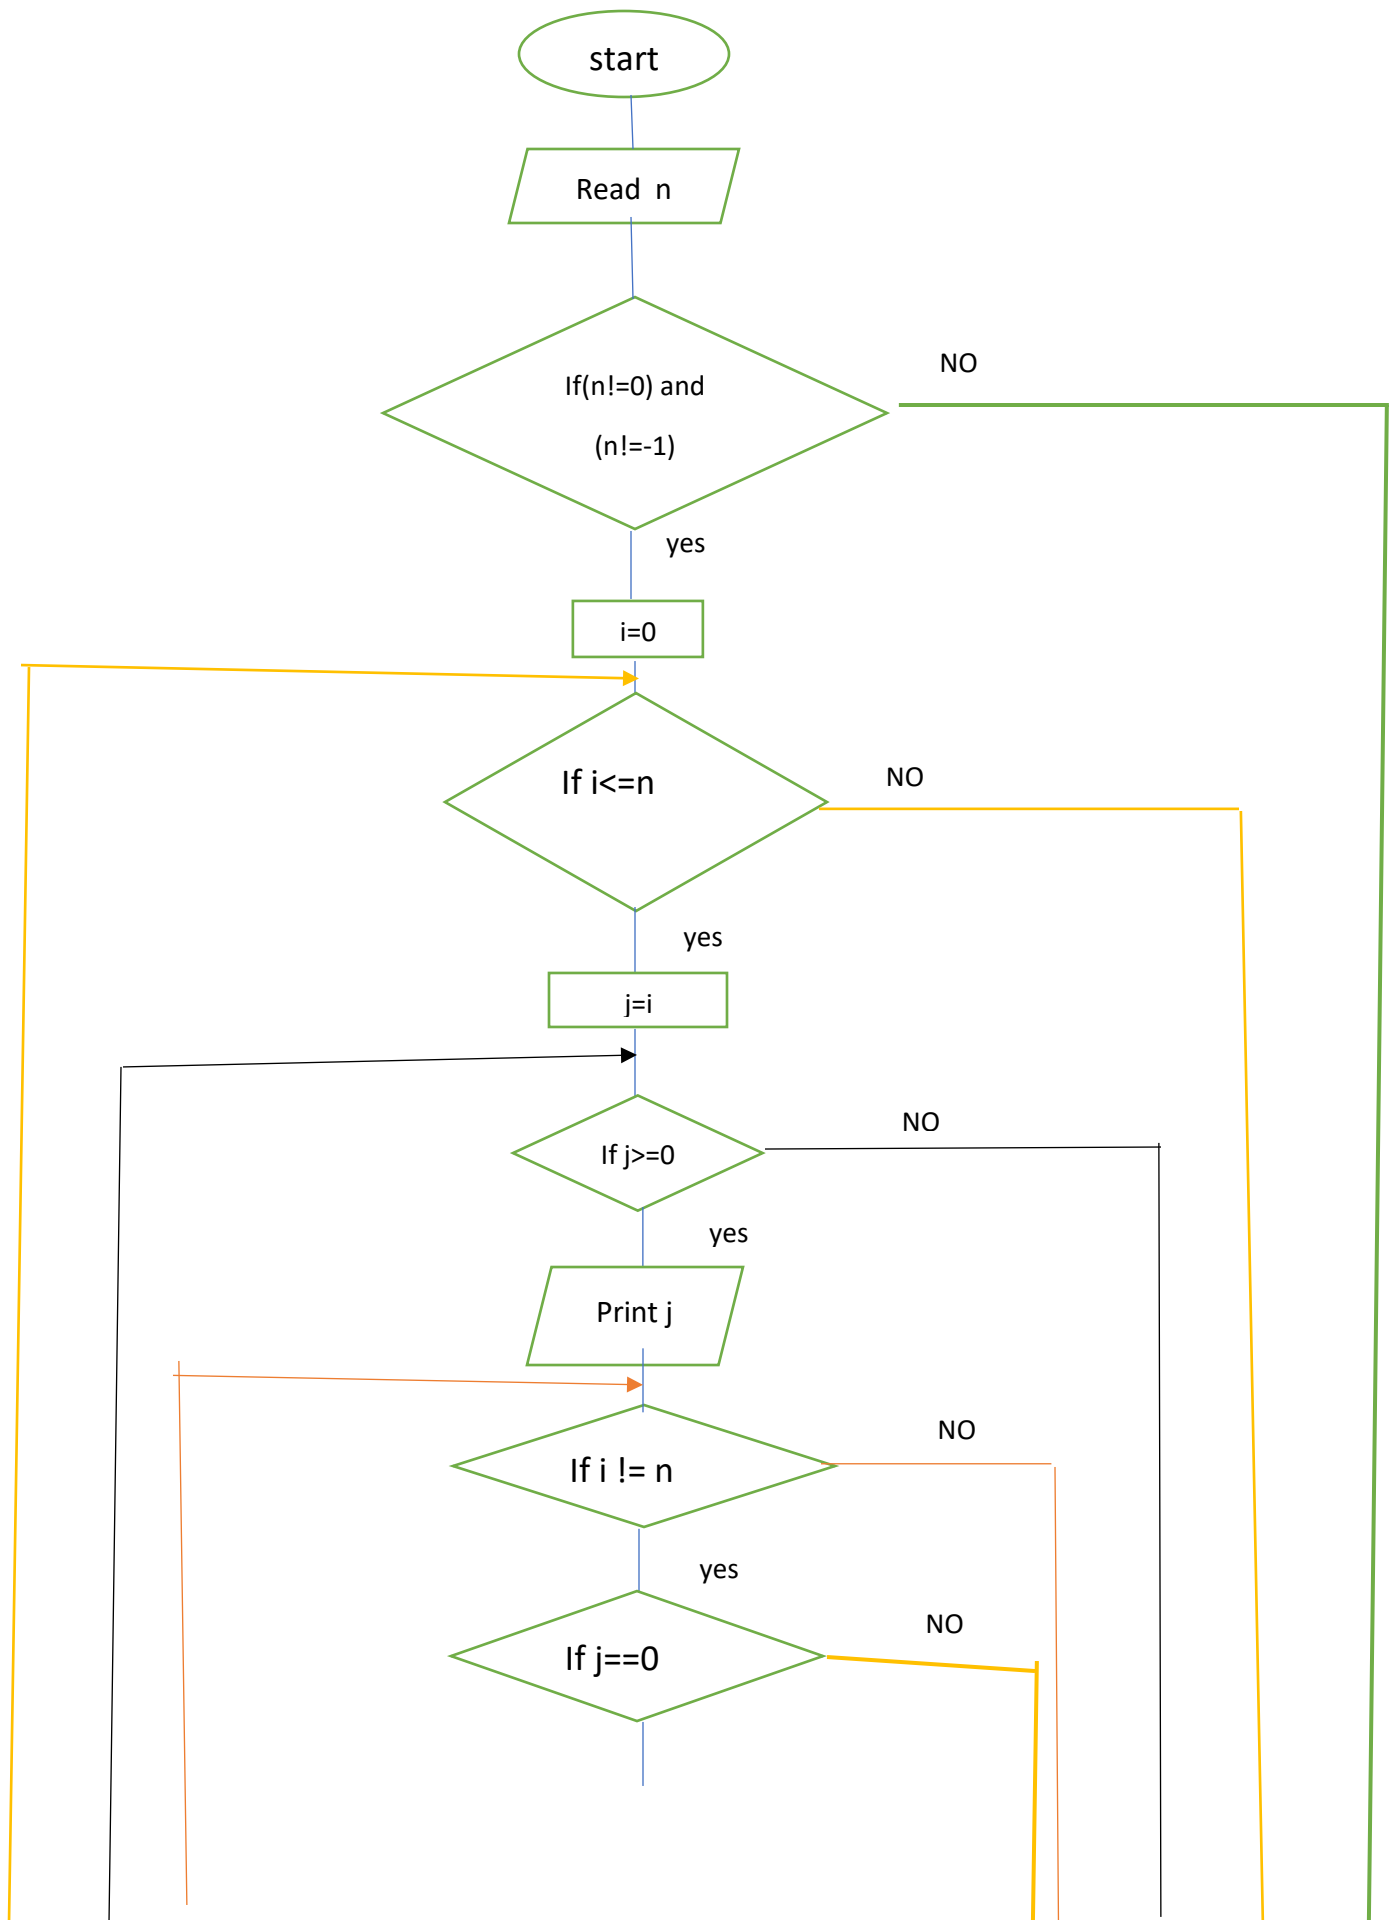 start
Read  n
If(n!=0) and
(n!=-1)
NO
yes
i=0
If i<=n
NO
yes
j=i
If j>=0
NO
yes
Print j
If i != n
NO
yes
If j==0
NO